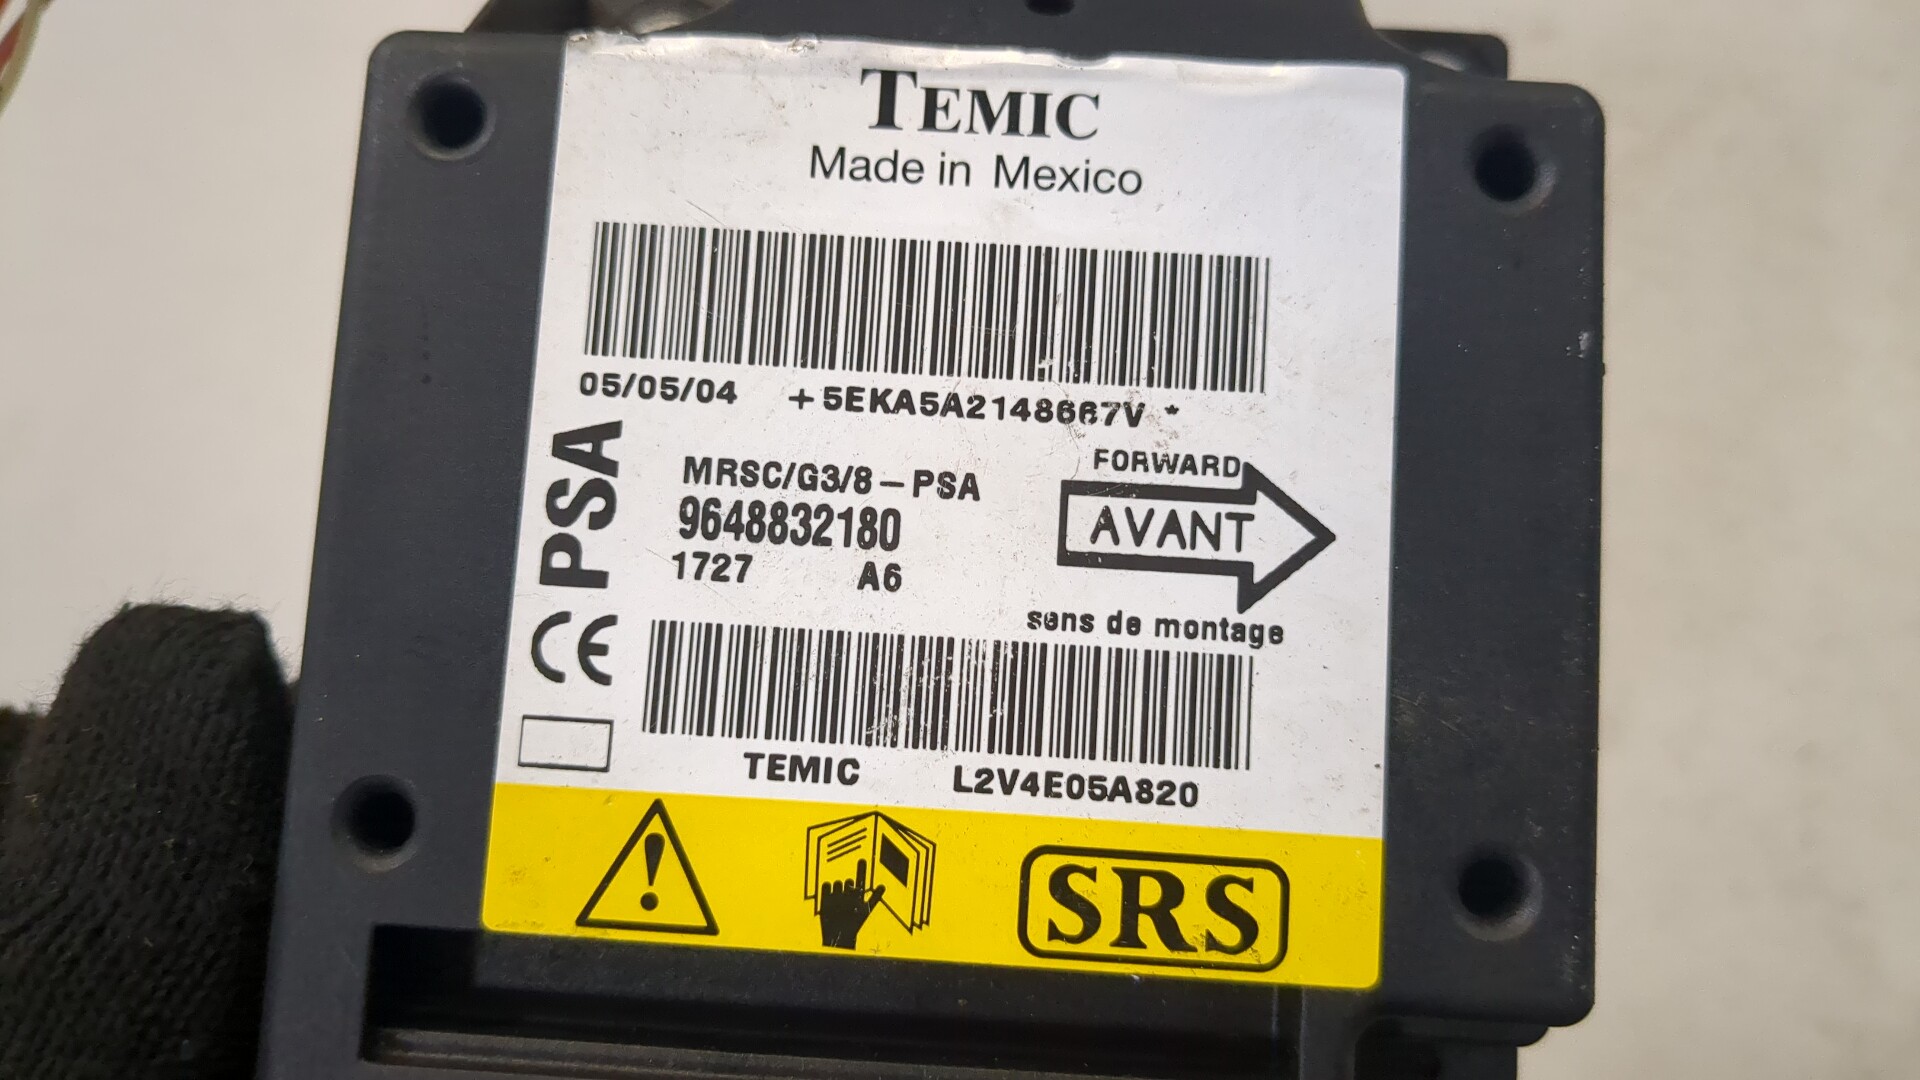 TEMIC
Made in Mexico
05/05/04 +5EKA5A2148667V *
PSA
MRSC/G3/8-PSA
9648832180
1727 A6
FORWARD
AVANT
sens de montage
CE
TEMIC L2V4E05A820
SRS